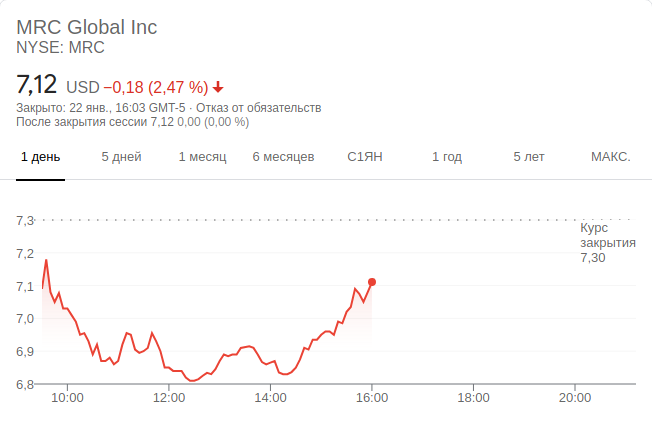 MRC Global Inc
NYSE: MRC
7,12 USD −0,18 (2,47 %)
Закрыто: 22 янв., 16:03 GMT-5 · Отказ от обязательств
После закрытия сессии 7,12 0,00 (0,00 %)
1 день 5 дней 1 месяц 6 месяцев С1ЯН 1 год 5 лет МАКС.
7,3
Курс
закрытия
7,30
7,2
7,1
7,0
6,9
6,8
10:00 12:00 14:00 16:00 18:00 20:00